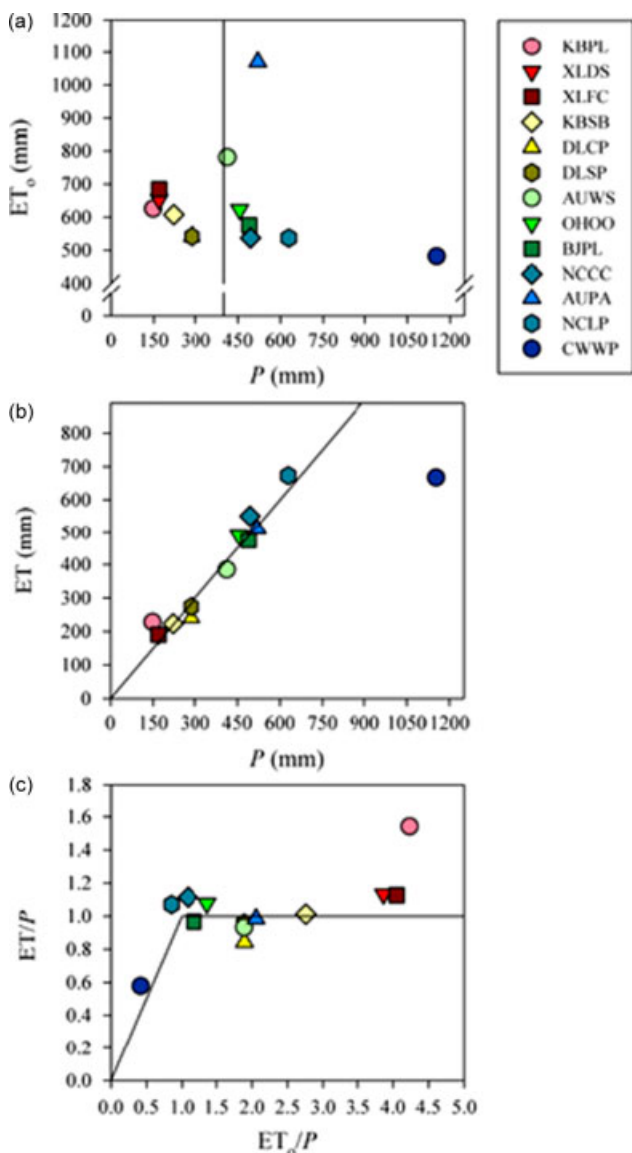 (a)
1200
1100
1000
900
800
700
600
500
400
0
ETo (mm)
0 150 300 450 600 750 900 1050 1200
P (mm)
KBPL
XLDS
XLFC
KBSB
DLCP
DLSP
AUWS
OHOO
BJPL
NCCC
AUPA
NCLP
CWWP
(b)
800
700
600
500
400
300
200
100
0
ET (mm)
0 150 300 450 600 750 900 1050 1200
P (mm)
(c)
1.8
1.6
1.4
1.2
1.0
0.8
0.6
0.4
0.2
0.0
ET/P
0.0 0.5 1.0 1.5 2.0 2.5 3.0 3.5 4.0 4.5 5.0
ETo/P